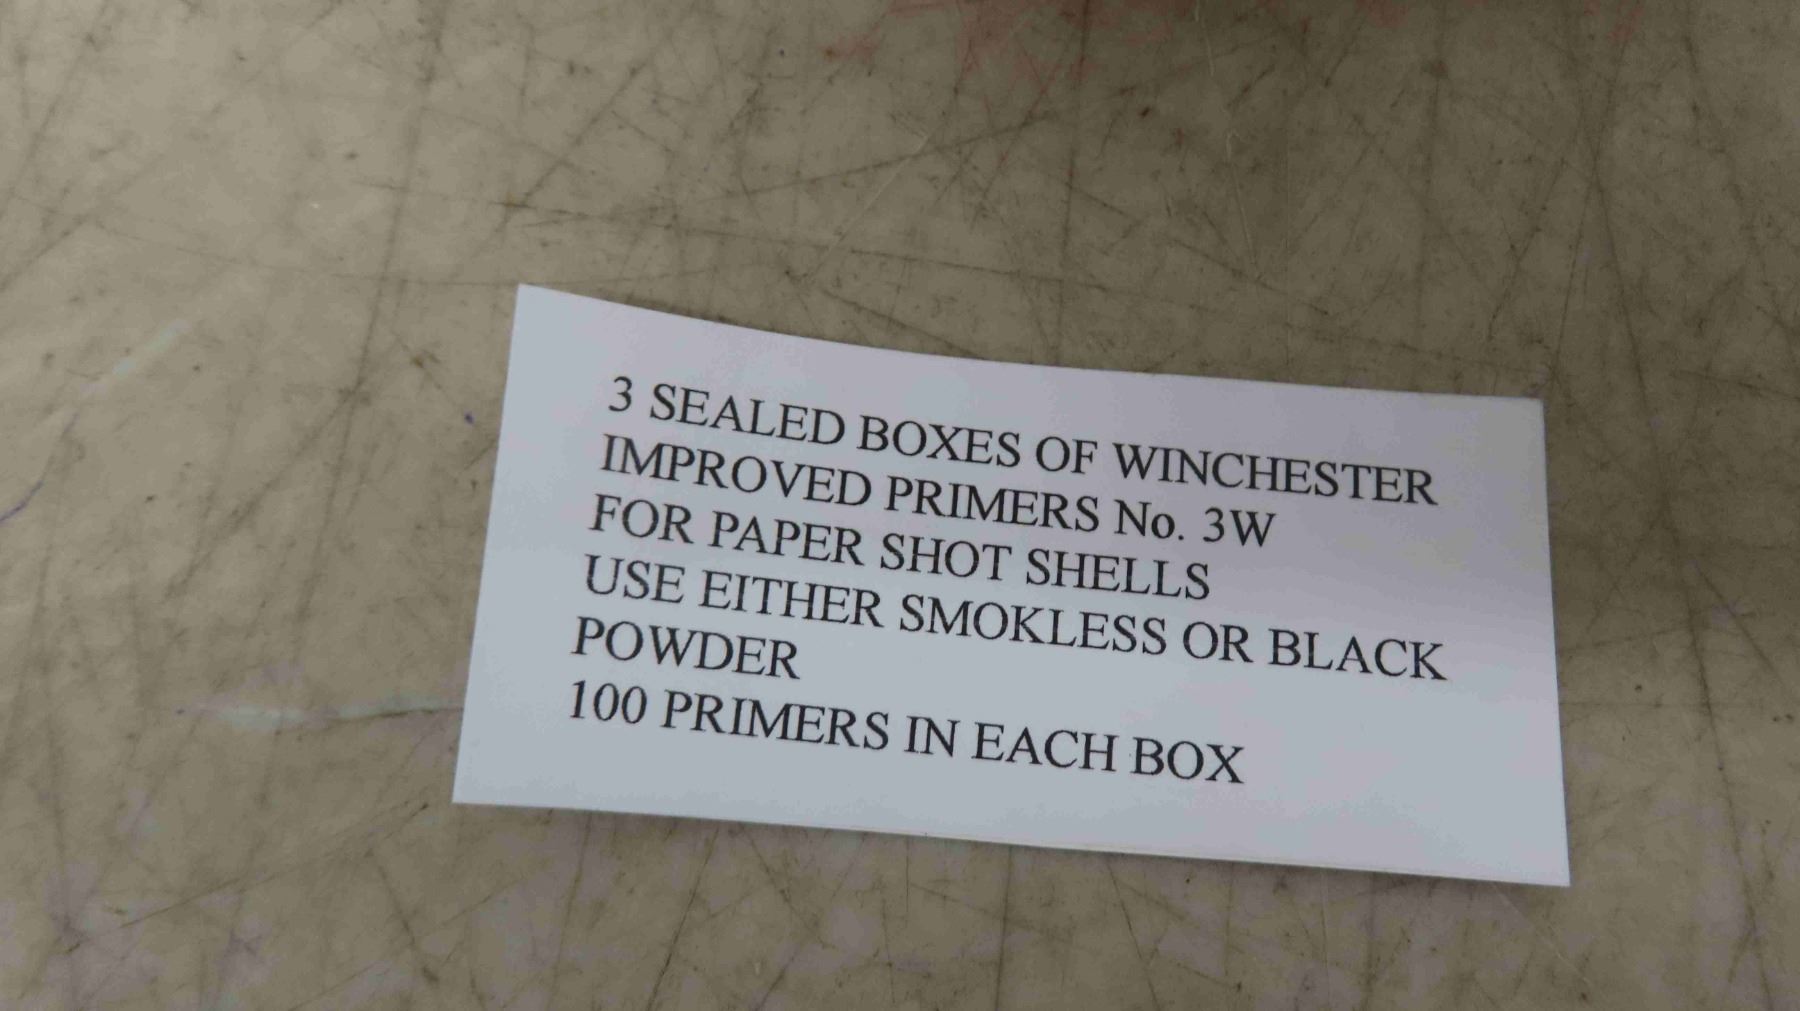 3 SEALED BOXES OF WINCHESTER
IMPROVED PRIMERS No. 3W
FOR PAPER SHOT SHELLS
USE EITHER SMOKLESS OR BLACK
POWDER
100 PRIMERS IN EACH BOX